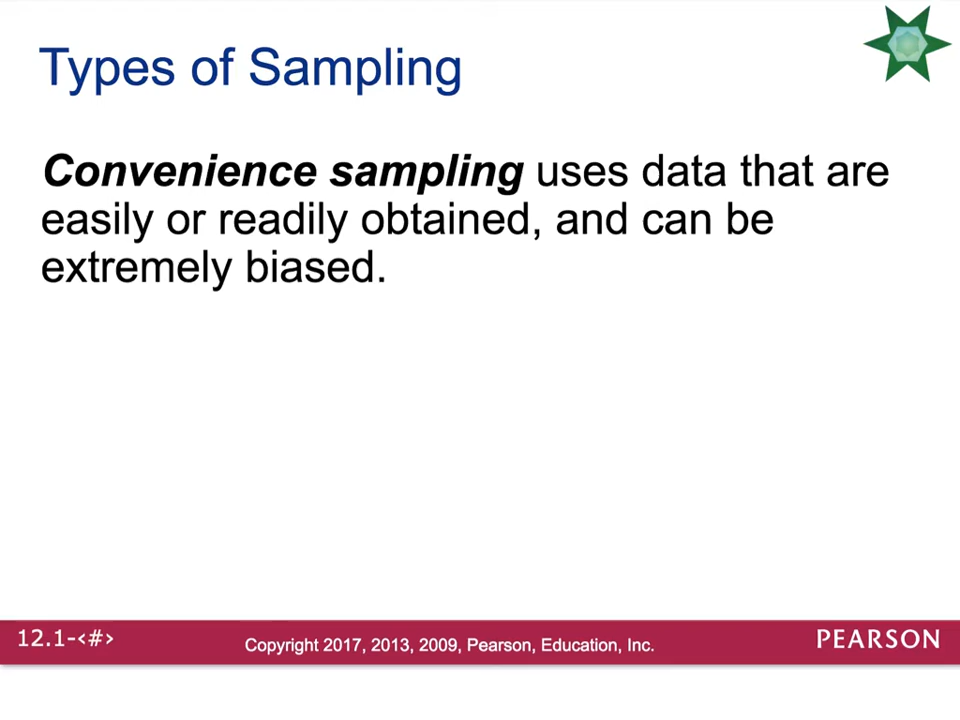 Types of Sampling
Convenience sampling uses data that are
easily or readily obtained, and can be
extremely biased.
12.1-<#>
Copyright 2017, 2013, 2009, Pearson, Education, Inc.
PEARSON